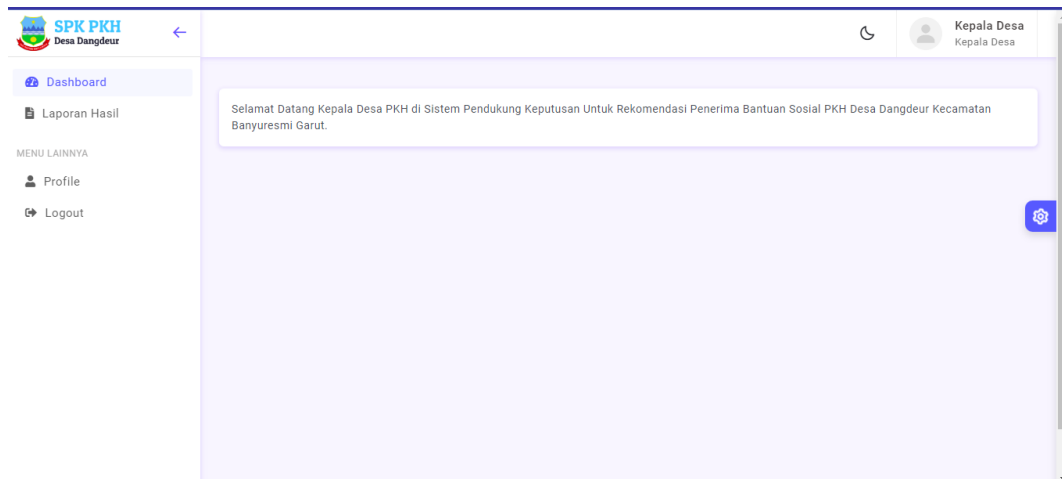 SPK PKH
Desa Dangdeur
Kepala Desa
Kepala Desa
Dashboard
Laporan Hasil
MENU LAINNYA
Profile
Logout
Selamat Datang Kepala Desa PKH di Sistem Pendukung Keputusan Untuk Rekomendasi Penerima Bantuan Sosial PKH Desa Dangdeur Kecamatan
Banyuresmi Garut.